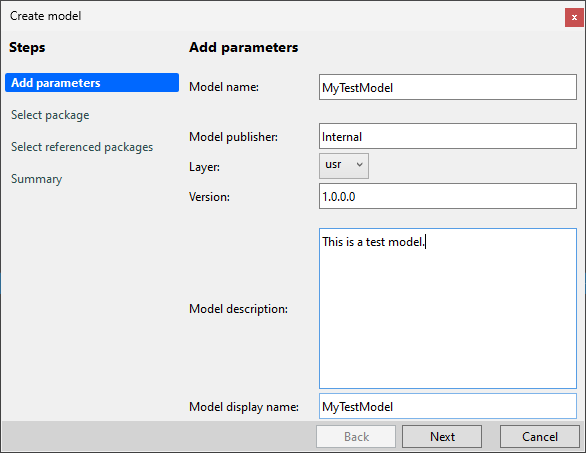 Create model
Steps
Add parameters
Select package
Select referenced packages
Summary
Add parameters
Model name:
MyTestModel
Model publisher:
Internal
Layer:
usr
Version:
1.0.0.0
Model description:
This is a test model.
Model display name:
MyTestModel
Back
Next
Cancel